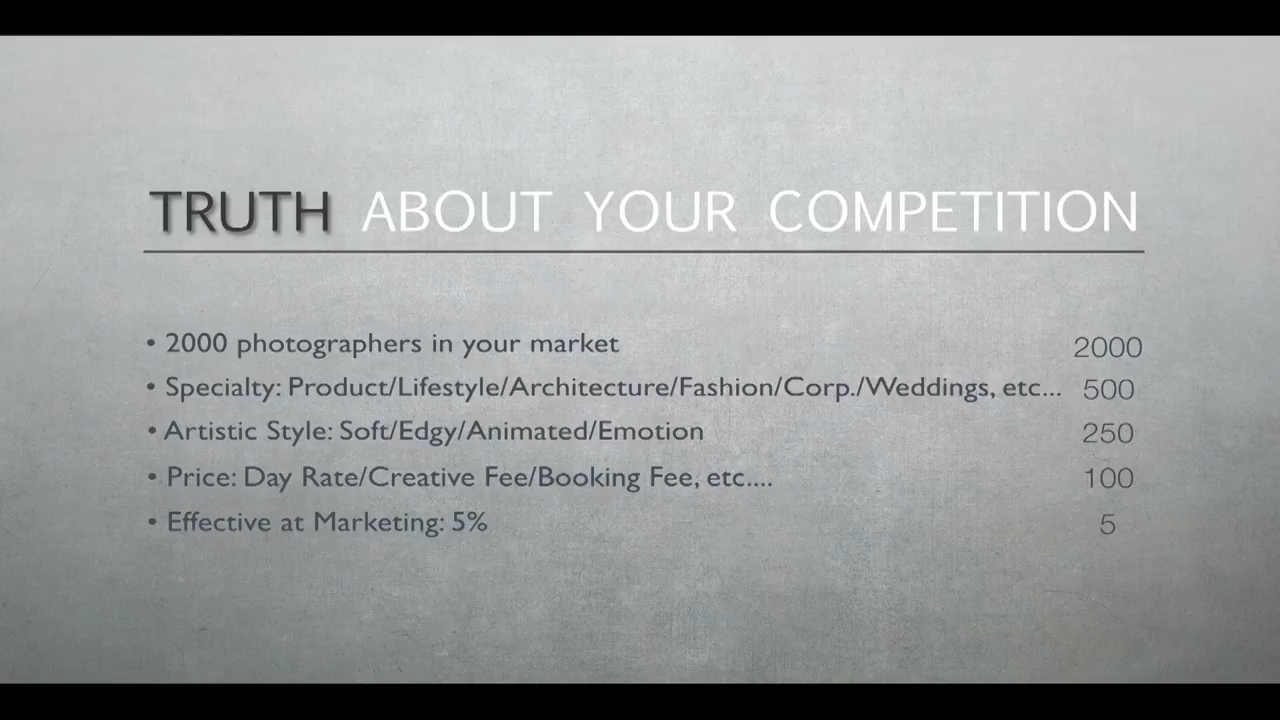 TRUTH ABOUT YOUR COMPETITION
• 2000 photographers in your market 2000
• Specialty: Product/Lifestyle/Architecture/Fashion/Corp./Weddings, etc... 500
• Artistic Style: Soft/Edgy/Animated/Emotion 250
• Price: Day Rate/Creative Fee/Booking Fee, etc.... 100
• Effective at Marketing: 5% 5